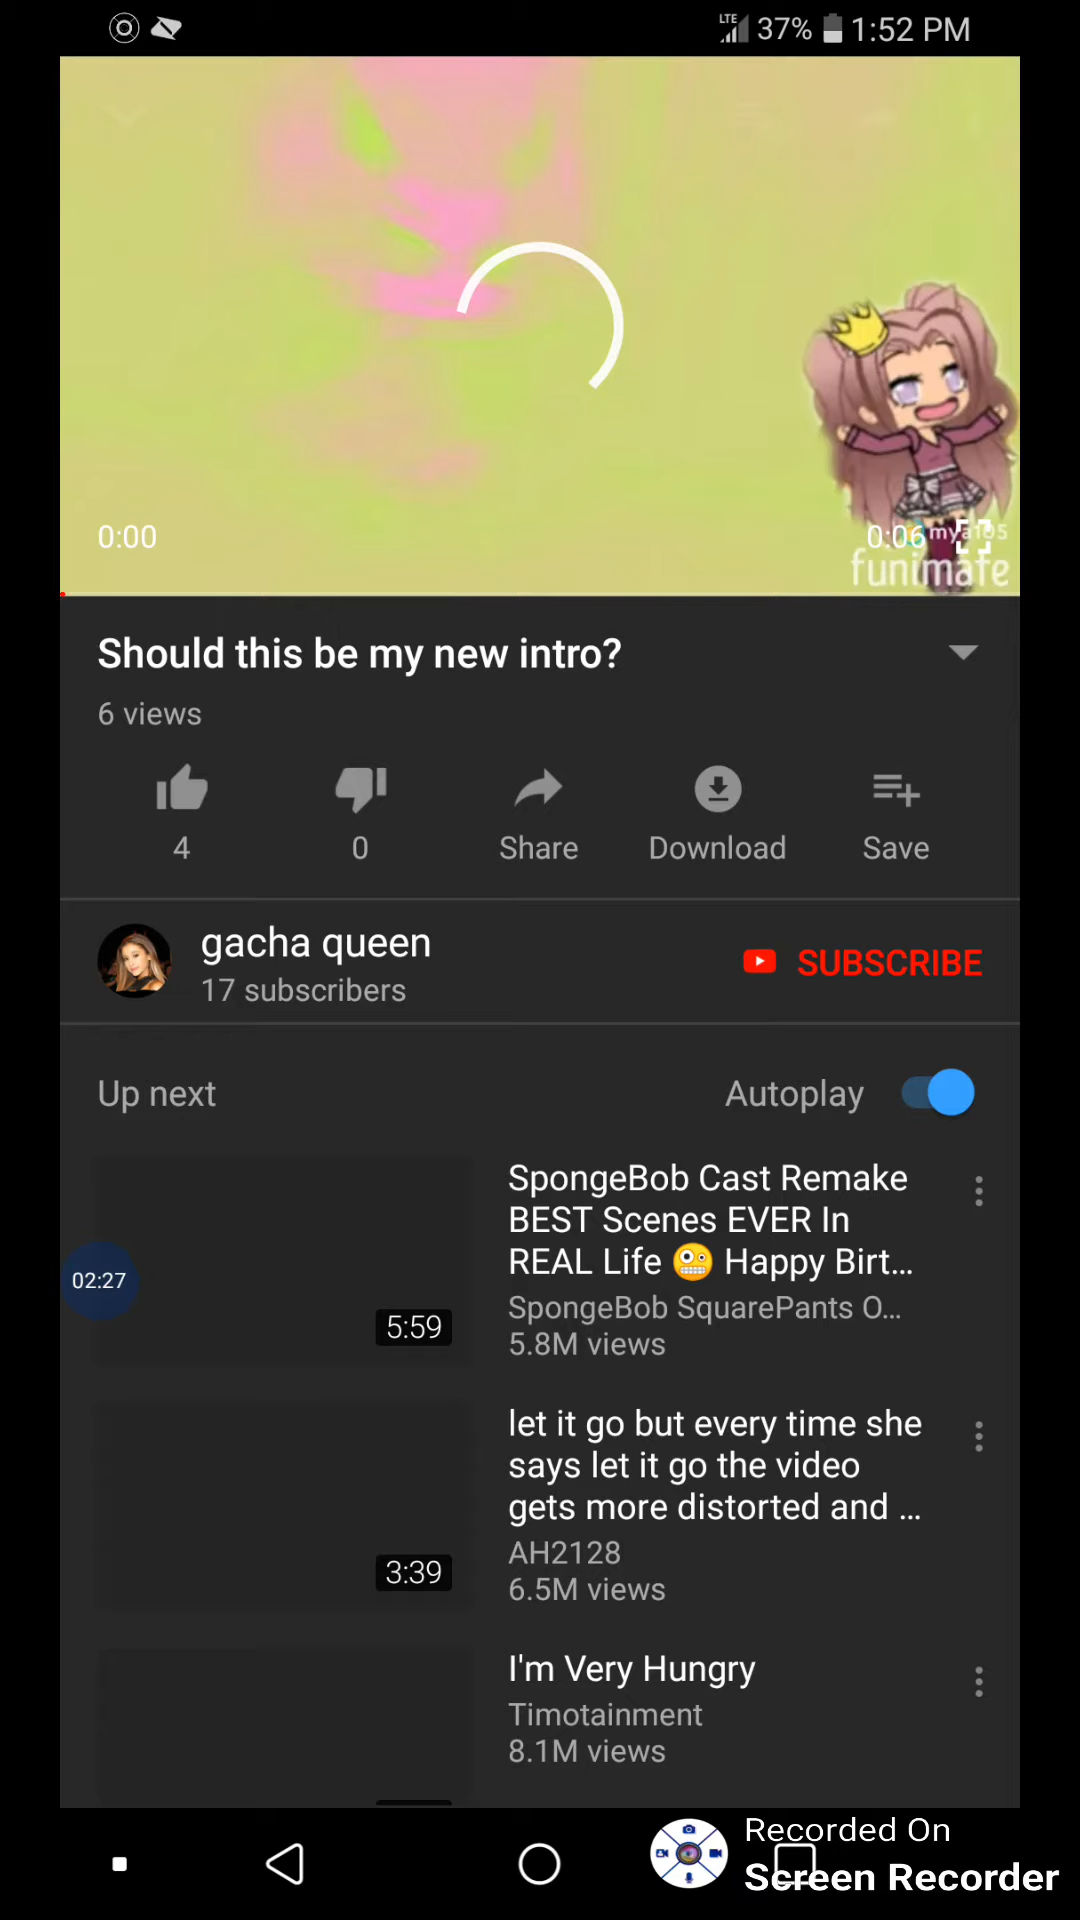 LTE 37% 1:52 PM
0:00
0:06
mya105
funimate
Should this be my new intro?
6 views
4
0
Share
Download
Save
gacha queen
17 subscribers
SUBSCRIBE
Up next
Autoplay
SpongeBob Cast Remake
BEST Scenes EVER In
REAL Life 🤪 Happy Birt...
SpongeBob SquarePants O...
5.8M views
5:59
02:27
let it go but every time she
says let it go the video
gets more distorted and ...
AH2128
6.5M views
3:39
I'm Very Hungry
Timotainment
8.1M views
Recorded On
Screen Recorder